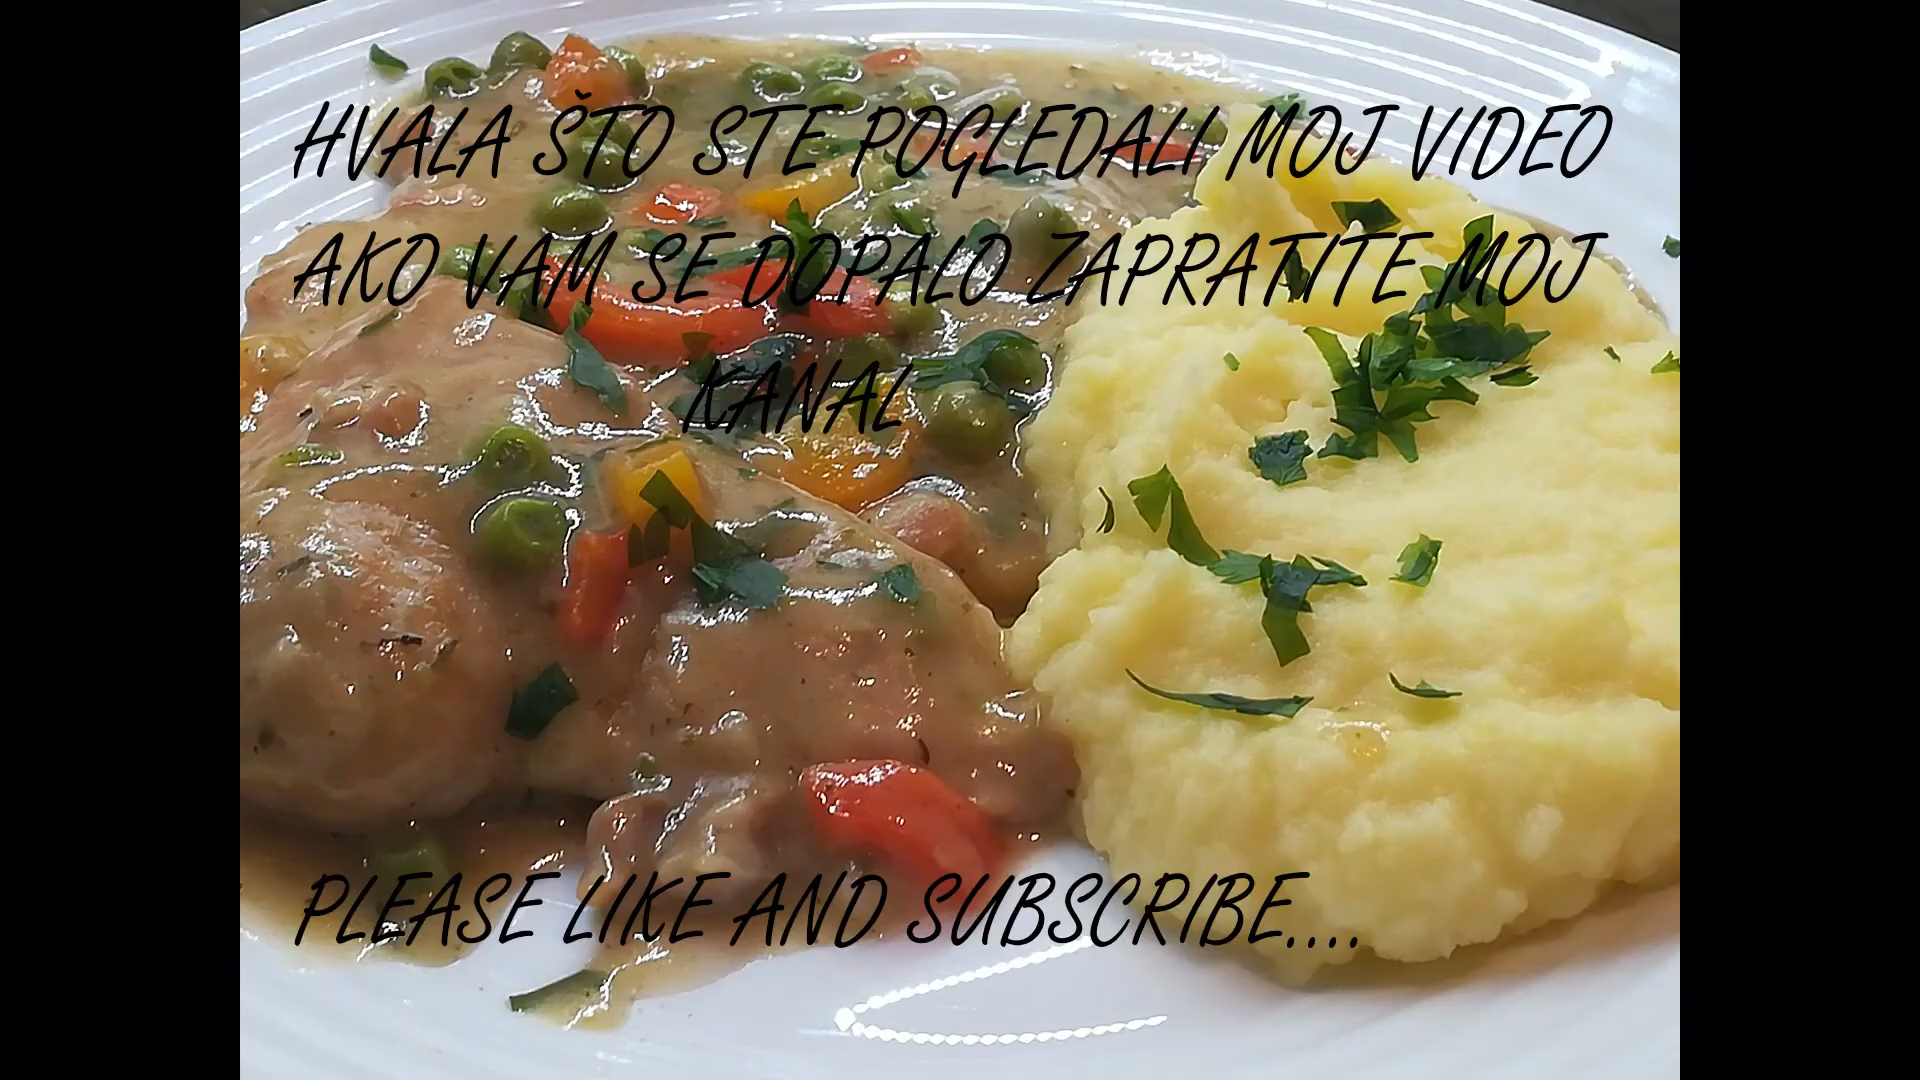 HVALA ŠTO STE POGLEDALI MOJ VIDEO
AKO VAM SE DOPALO ZAPRATITE MOJ
KANAL
PLEASE LIKE AND SUBSCRIBE....